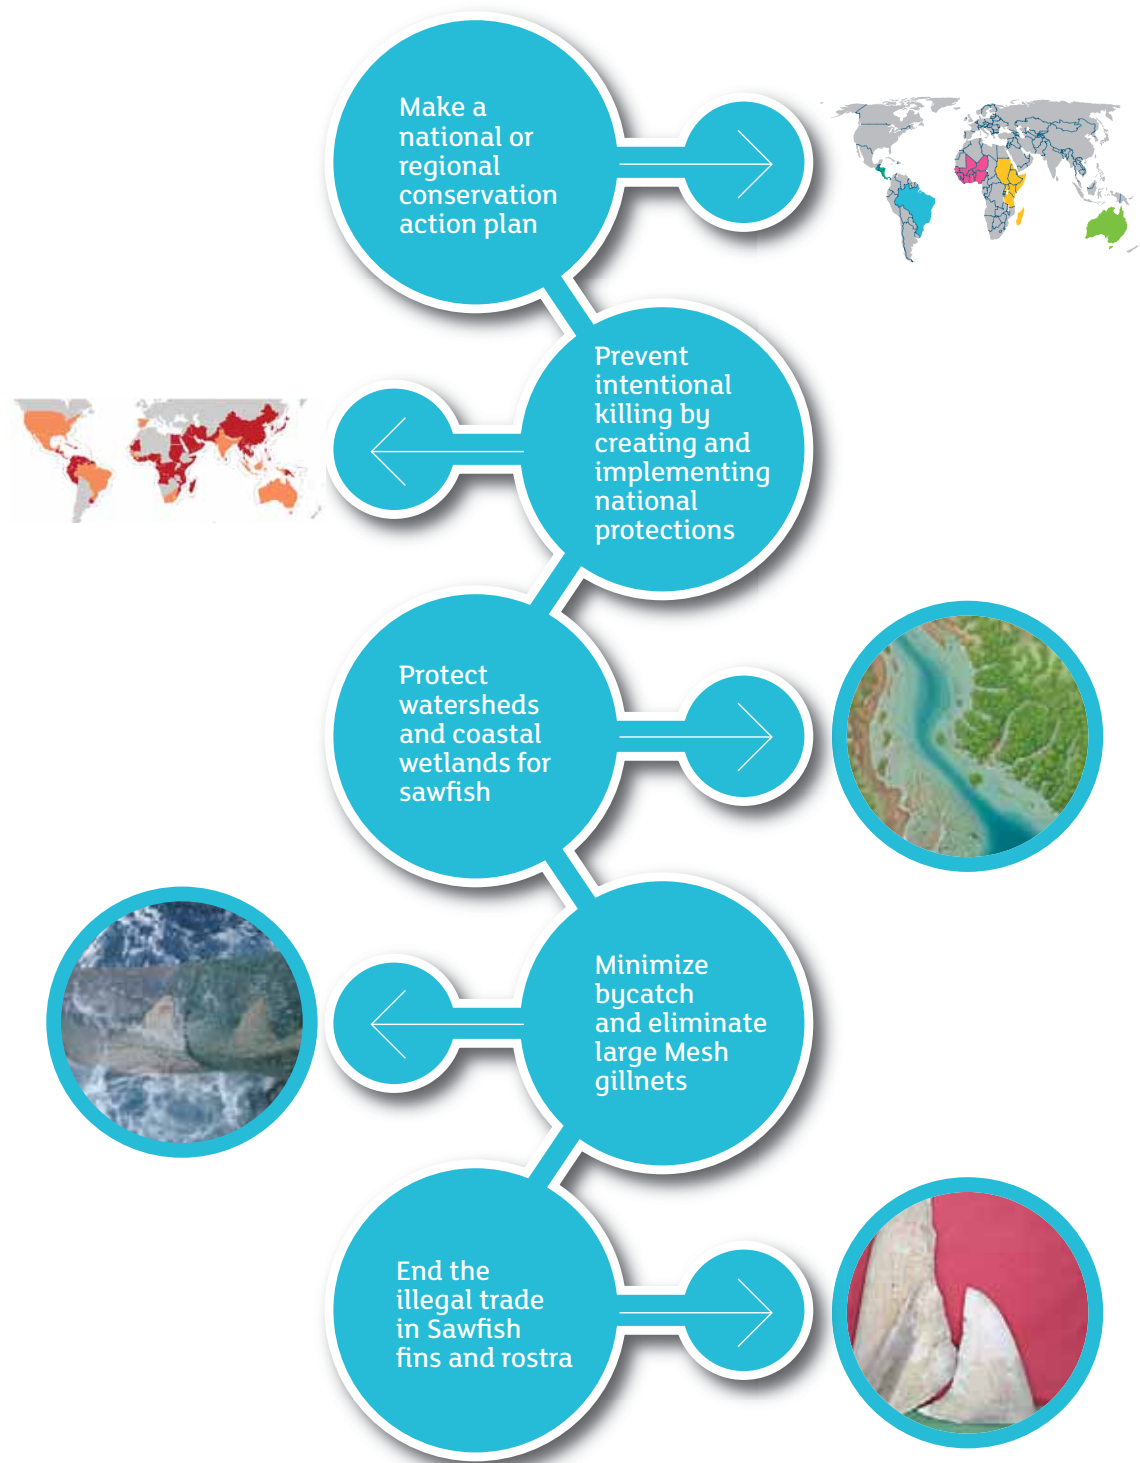 Make a
national or
regional
conservation
action plan
Prevent
intentional
killing by
creating and
implementing
national
protections
Protect
watersheds
and coastal
wetlands for
sawfish
Minimize
bycatch
and eliminate
large Mesh
gillnets
End the
illegal trade
in Sawfish
fins and rostra